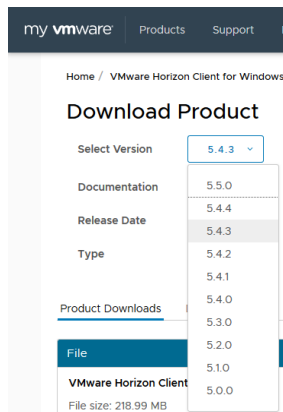 my vmware Products Support
Home / VMware Horizon Client for Windows
Download Product
Select Version 5.4.3
Documentation
Release Date
Type
5.5.0
5.4.4
5.4.3
5.4.2
5.4.1
5.4.0
5.3.0
5.2.0
5.1.0
5.0.0
Product Downloads
File
VMware Horizon Client
File size: 218.99 MB